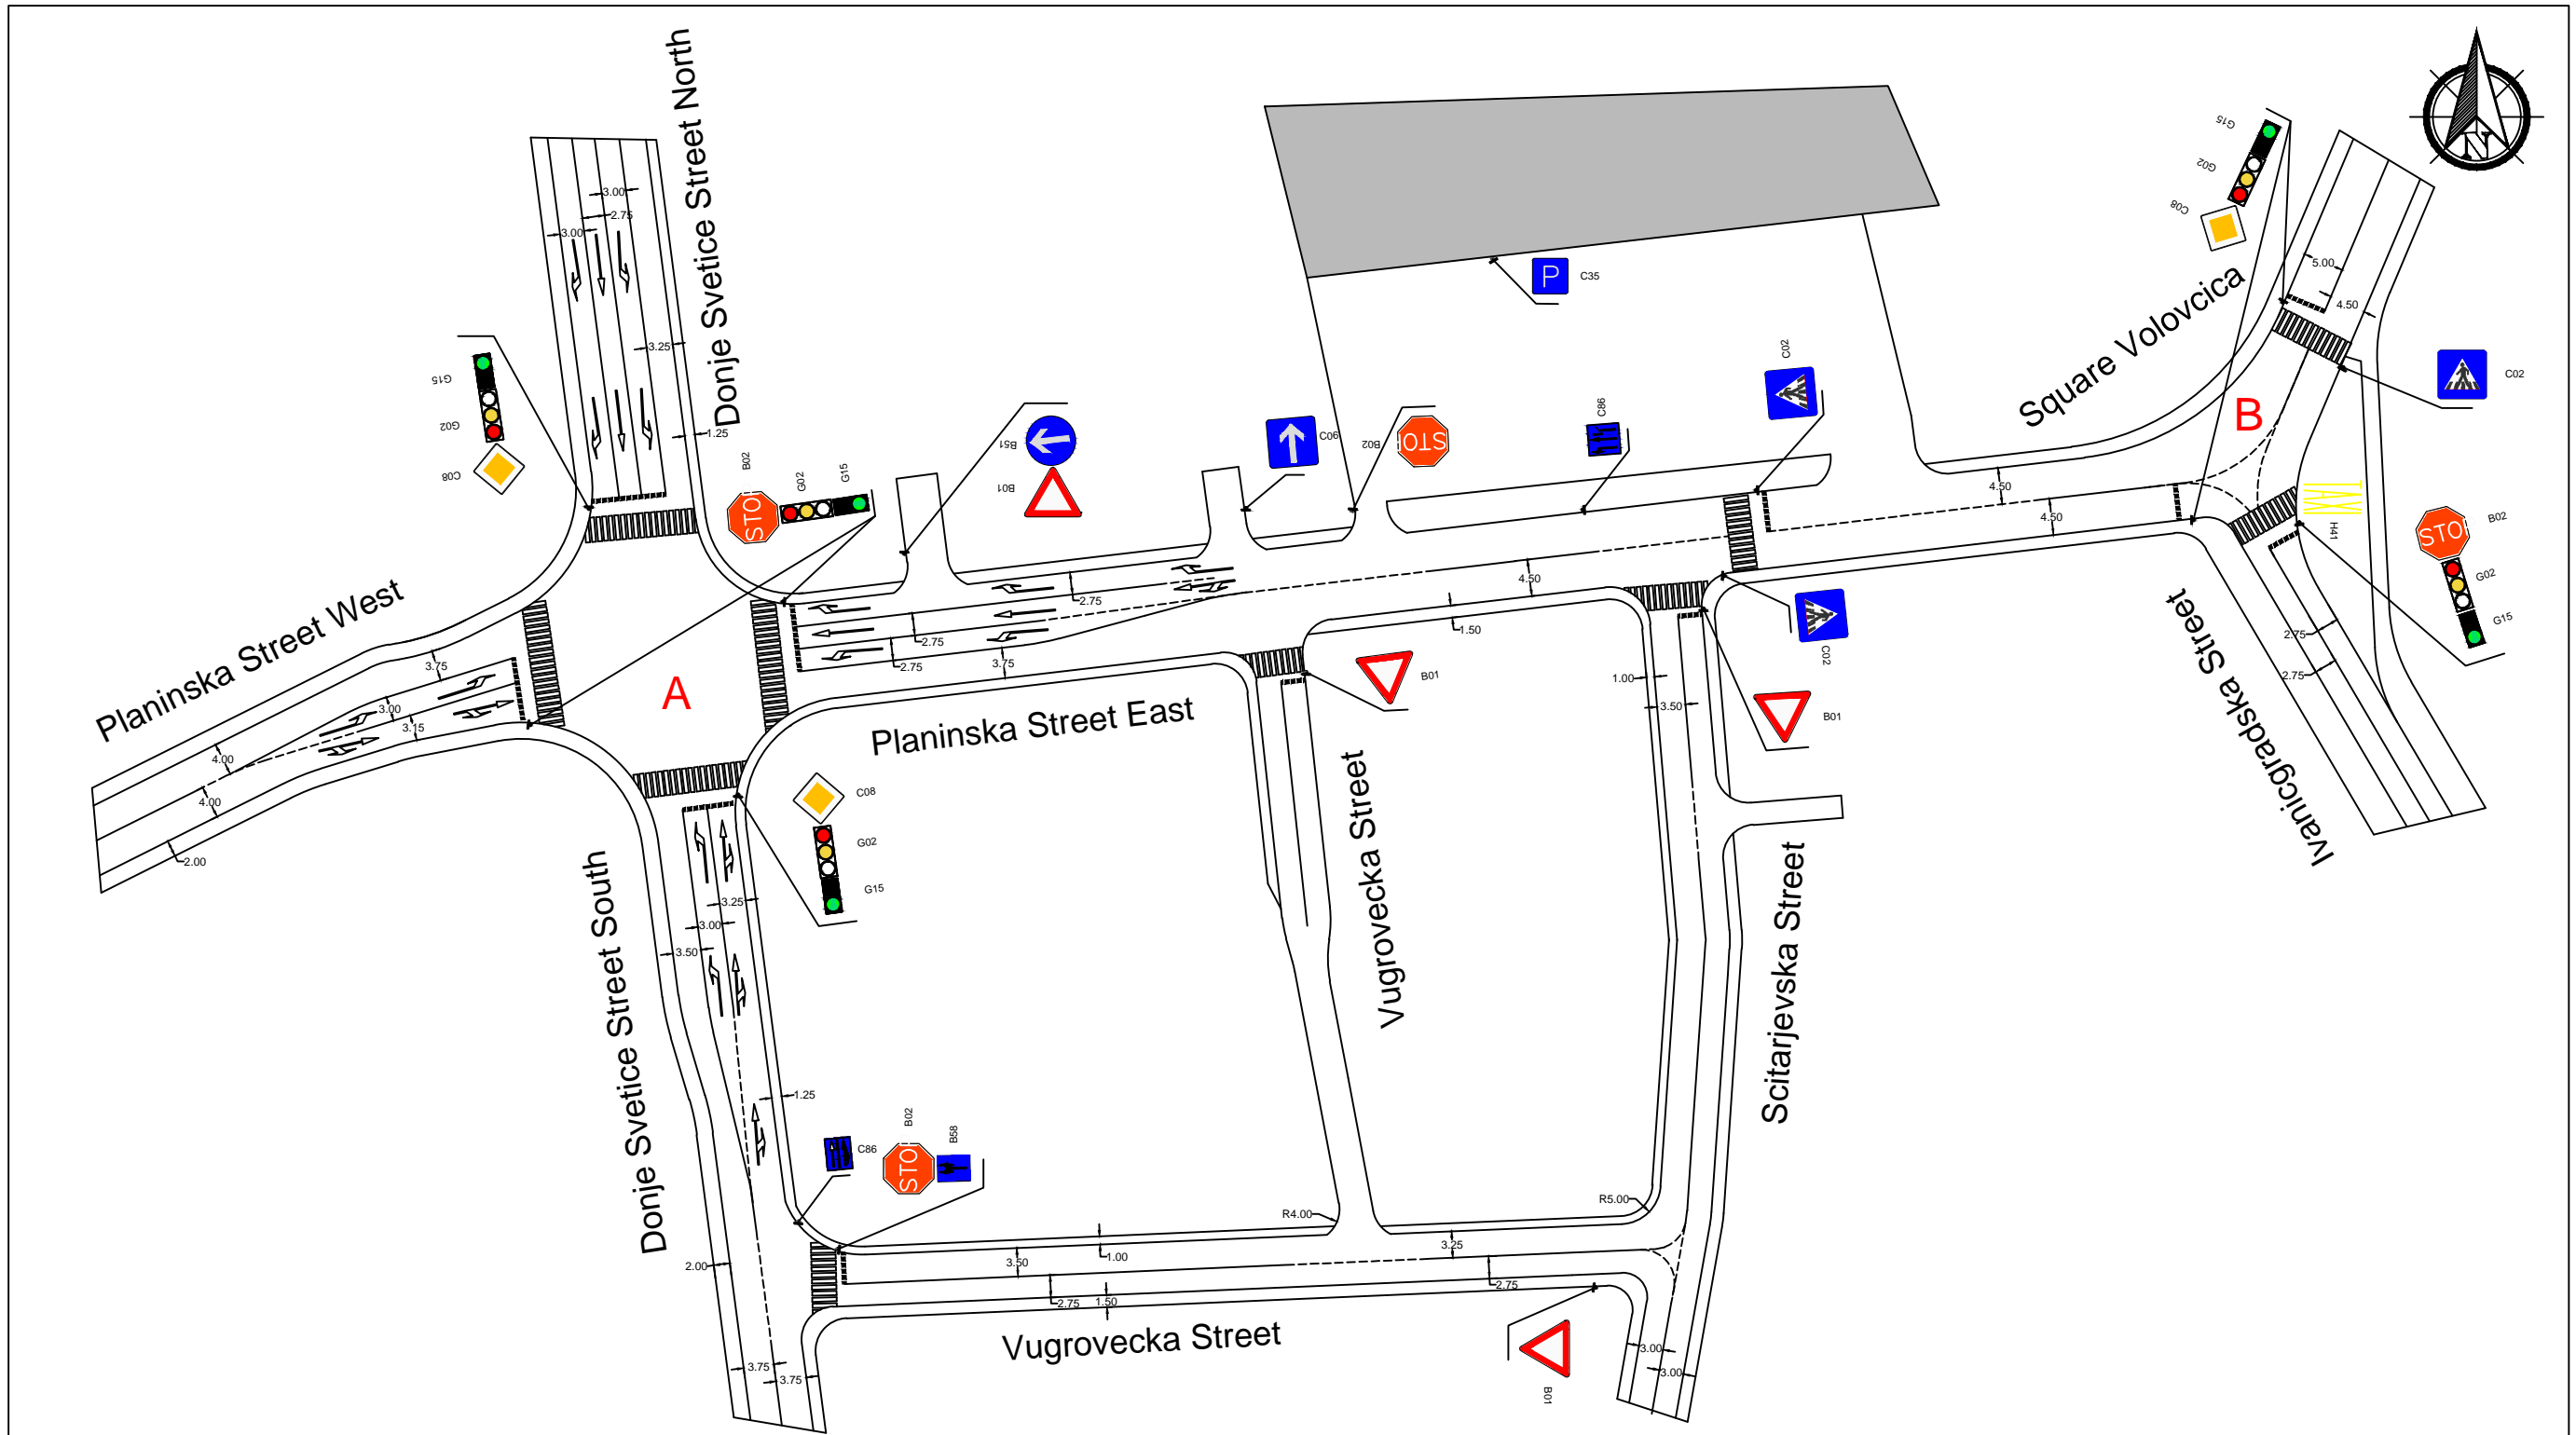 Donje Svetice Street North
N
3.00
2.75
3.00
3.25
1.25
G15
G02
C08
B02
G02
G15
STO
B51
B01
C06
B02
STO
P
C35
C86
C02
Square Volovcica
G15
G02
C08
5.00
4.50
B
C02
H41
B02
STO
G02
G15
Planinska Street West
3.75
3.00
3.15
4.00
4.00
2.00
A
2.75
2.75
2.75
3.75
4.50
1.50
4.50
4.50
2.75
2.75
Ivanicgradska Street
Planinska Street East
B01
C02
B01
1.00
3.50
C08
G02
G15
Vugrovecka Street
Scitarjevska Street
Donje Svetice Street South
3.25
3.00
3.50
1.25
C86
B02
STO
B58
R4.00
R5.00
2.00
3.50
1.00
3.25
2.75
1.50
2.75
Vugrovecka Street
B01
3.75
3.75
3.00
3.00